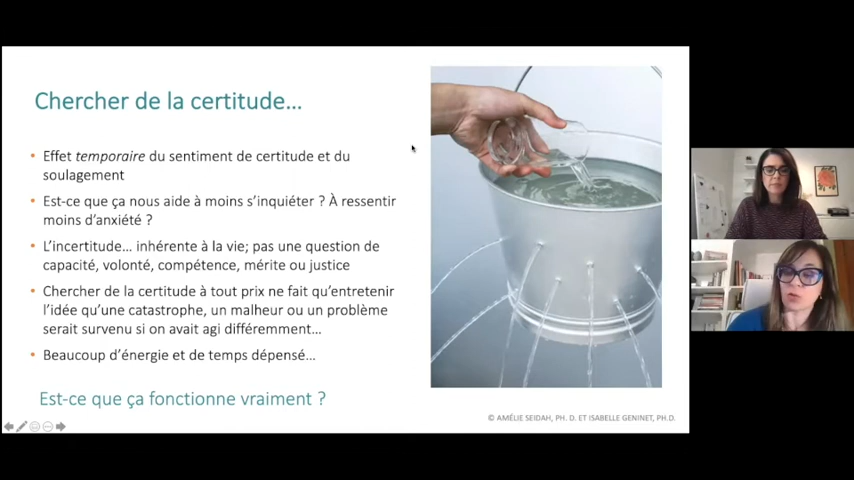 Chercher de la certitude…
• Effet temporaire du sentiment de certitude et du
soulagement
• Est-ce que ça nous aide à moins s’inquiéter ? À ressentir
moins d’anxiété ?
• L’incertitude… inhérente à la vie; pas une question de
capacité, volonté, compétence, mérite ou justice
• Chercher de la certitude à tout prix ne fait qu’entretenir
l’idée qu’une catastrophe, un malheur ou un problème
serait survenu si on avait agi différemment…
• Beaucoup d’énergie et de temps dépensé…
Est-ce que ça fonctionne vraiment ?
© AMÉLIE SEIDAH, PH. D. ET ISABELLE GENINET, PH.D.